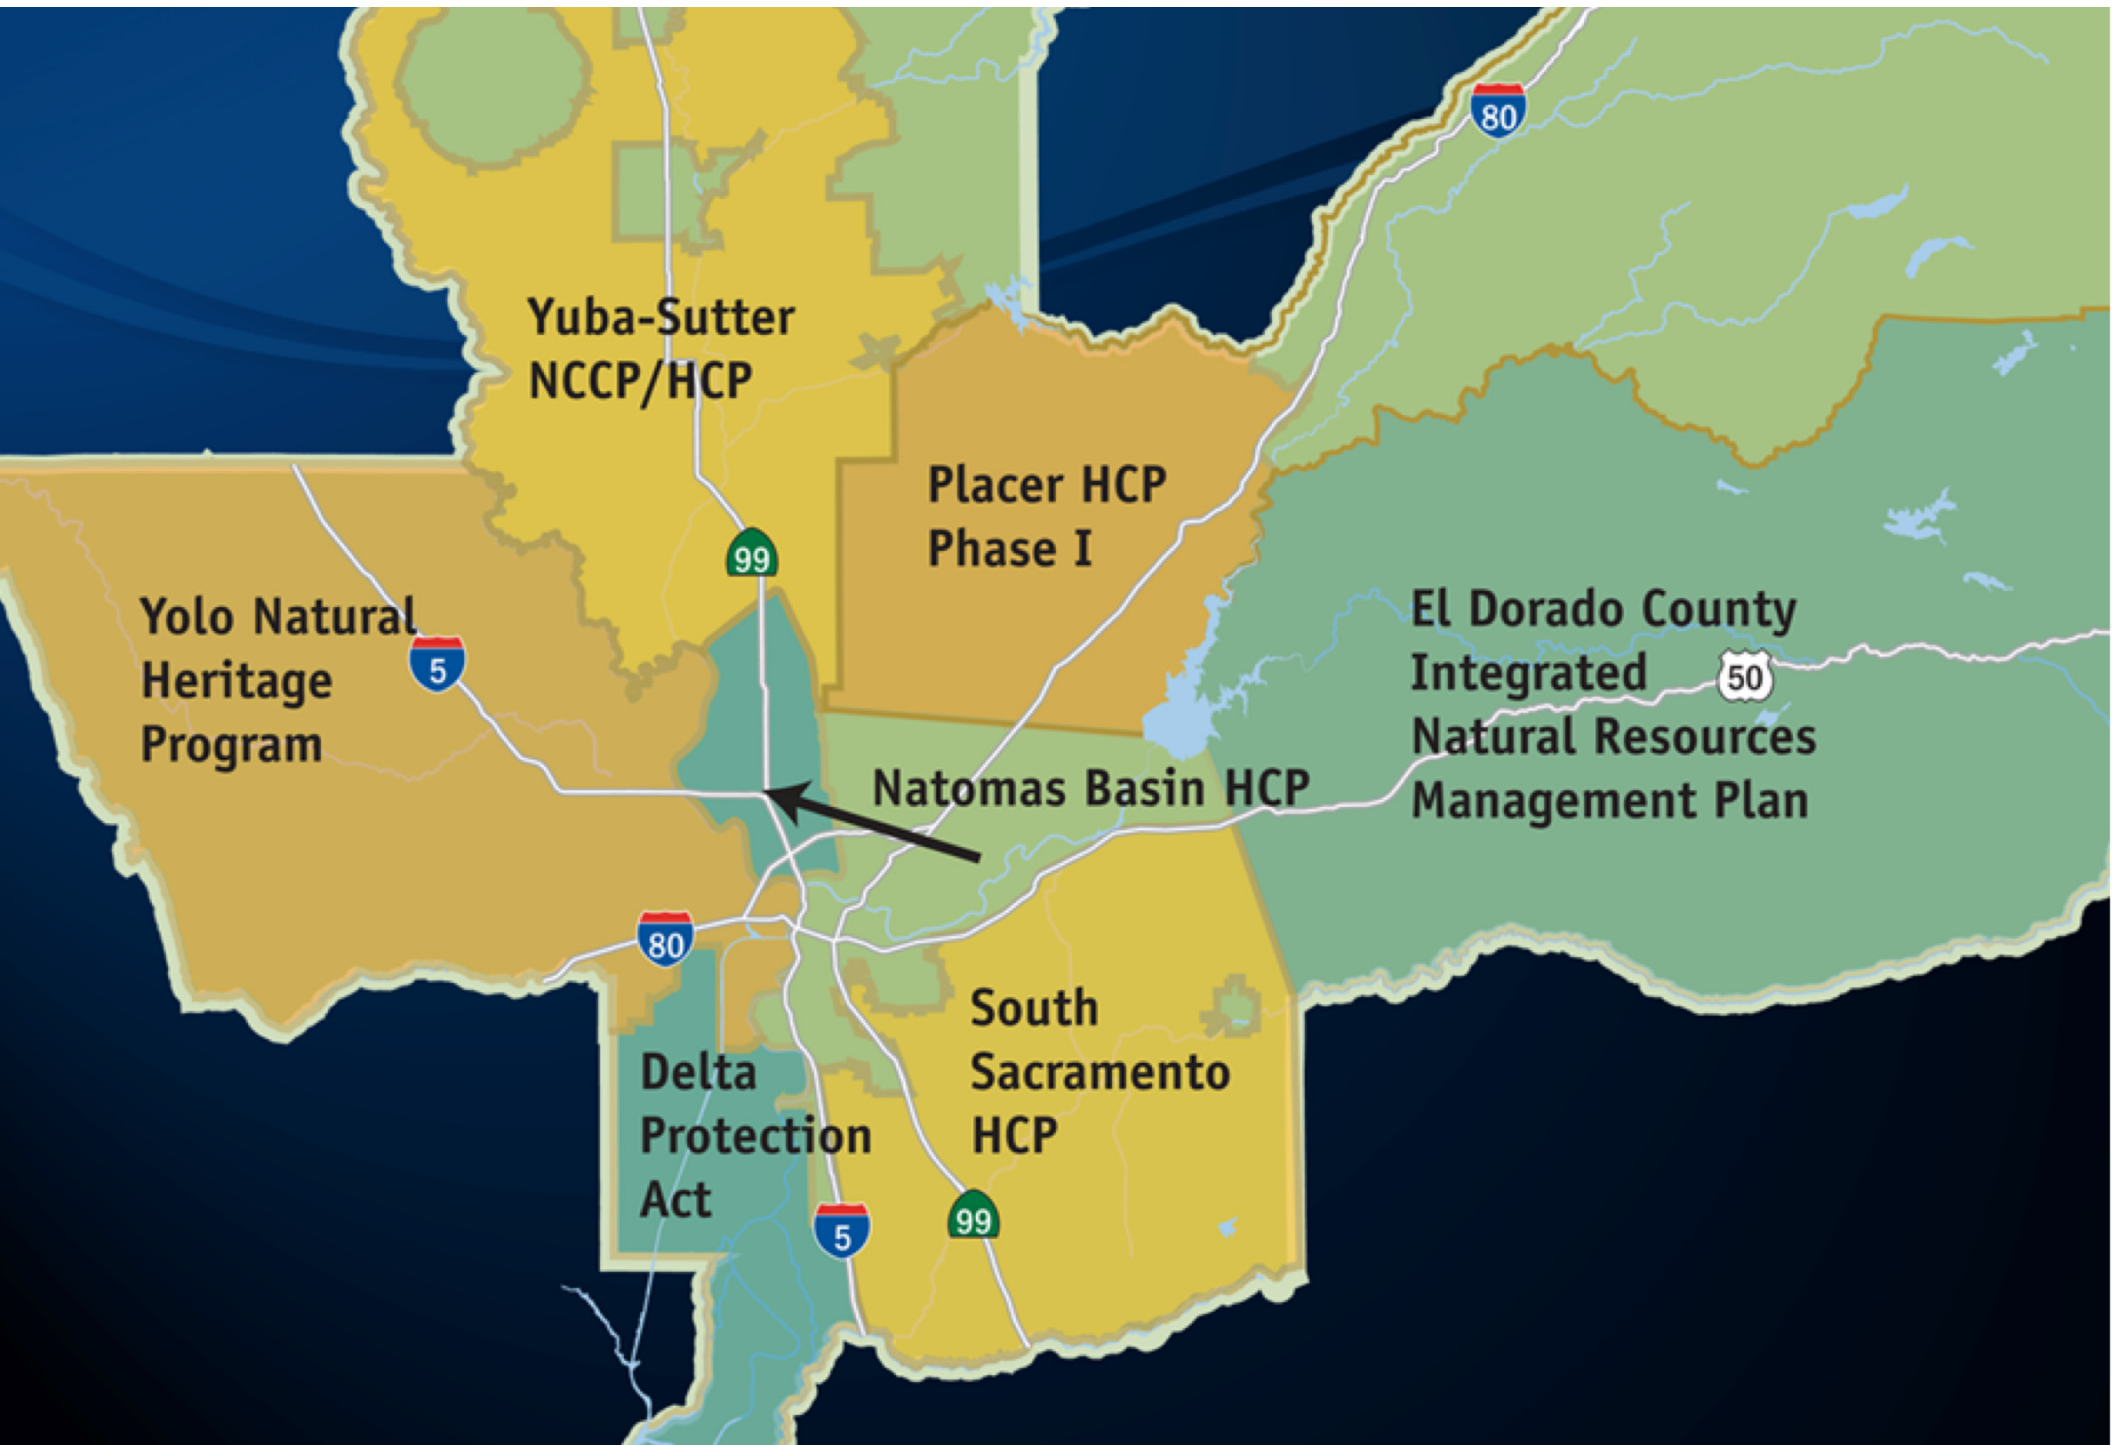 80
Yuba-Sutter
NCCP/HCP
Placer HCP
Phase I
99
Yolo Natural
Heritage
Program
5
El Dorado County
Integrated
Natural Resources
Management Plan
50
Natomas Basin HCP
80
South
Sacramento
HCP
Delta
Protection
Act
5
99